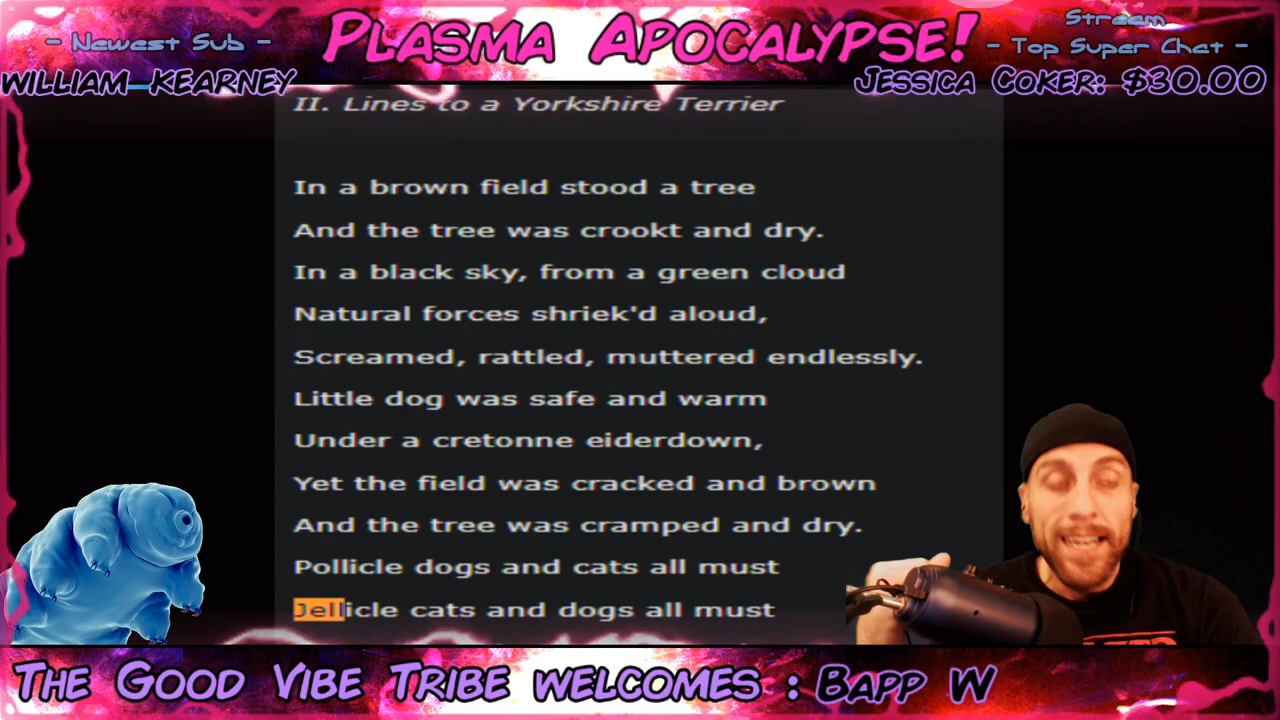 Plasma Apocalypse!
- Newest Sub -
William Kearney
Stream
- Top Super Chat -
Jessica Coker: $30.00
II. Lines to a Yorkshire Terrier
In a brown field stood a tree
And the tree was crookt and dry.
In a black sky, from a green cloud
Natural forces shriek'd aloud,
Screamed, rattled, muttered endlessly.
Little dog was safe and warm
Under a cretonne eiderdown,
Yet the field was cracked and brown
And the tree was cramped and dry.
Pollicle dogs and cats all must
Jellicle cats and dogs all must
The Good Vibe Tribe welcomes : Bapp W